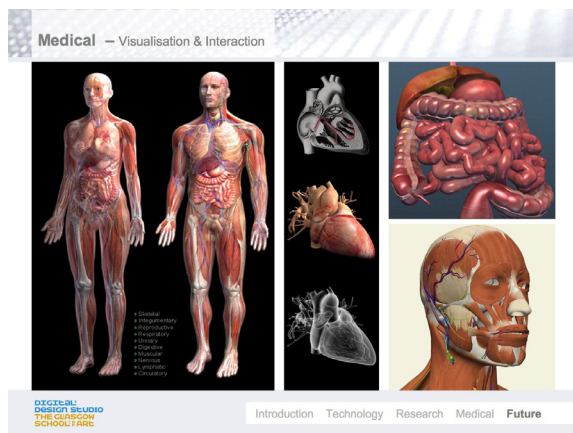 Medical – Visualisation & Interaction
Skeletal
Integumentary
Reproductive
Respiratory
Urinary
Digestive
Muscular
Nervous
Lymphatic
Circulatory
DIGITAL
DESIGN STUDIO
THE GLASGOW
SCHOOL: ART
Introduction Technology Research Medical Future